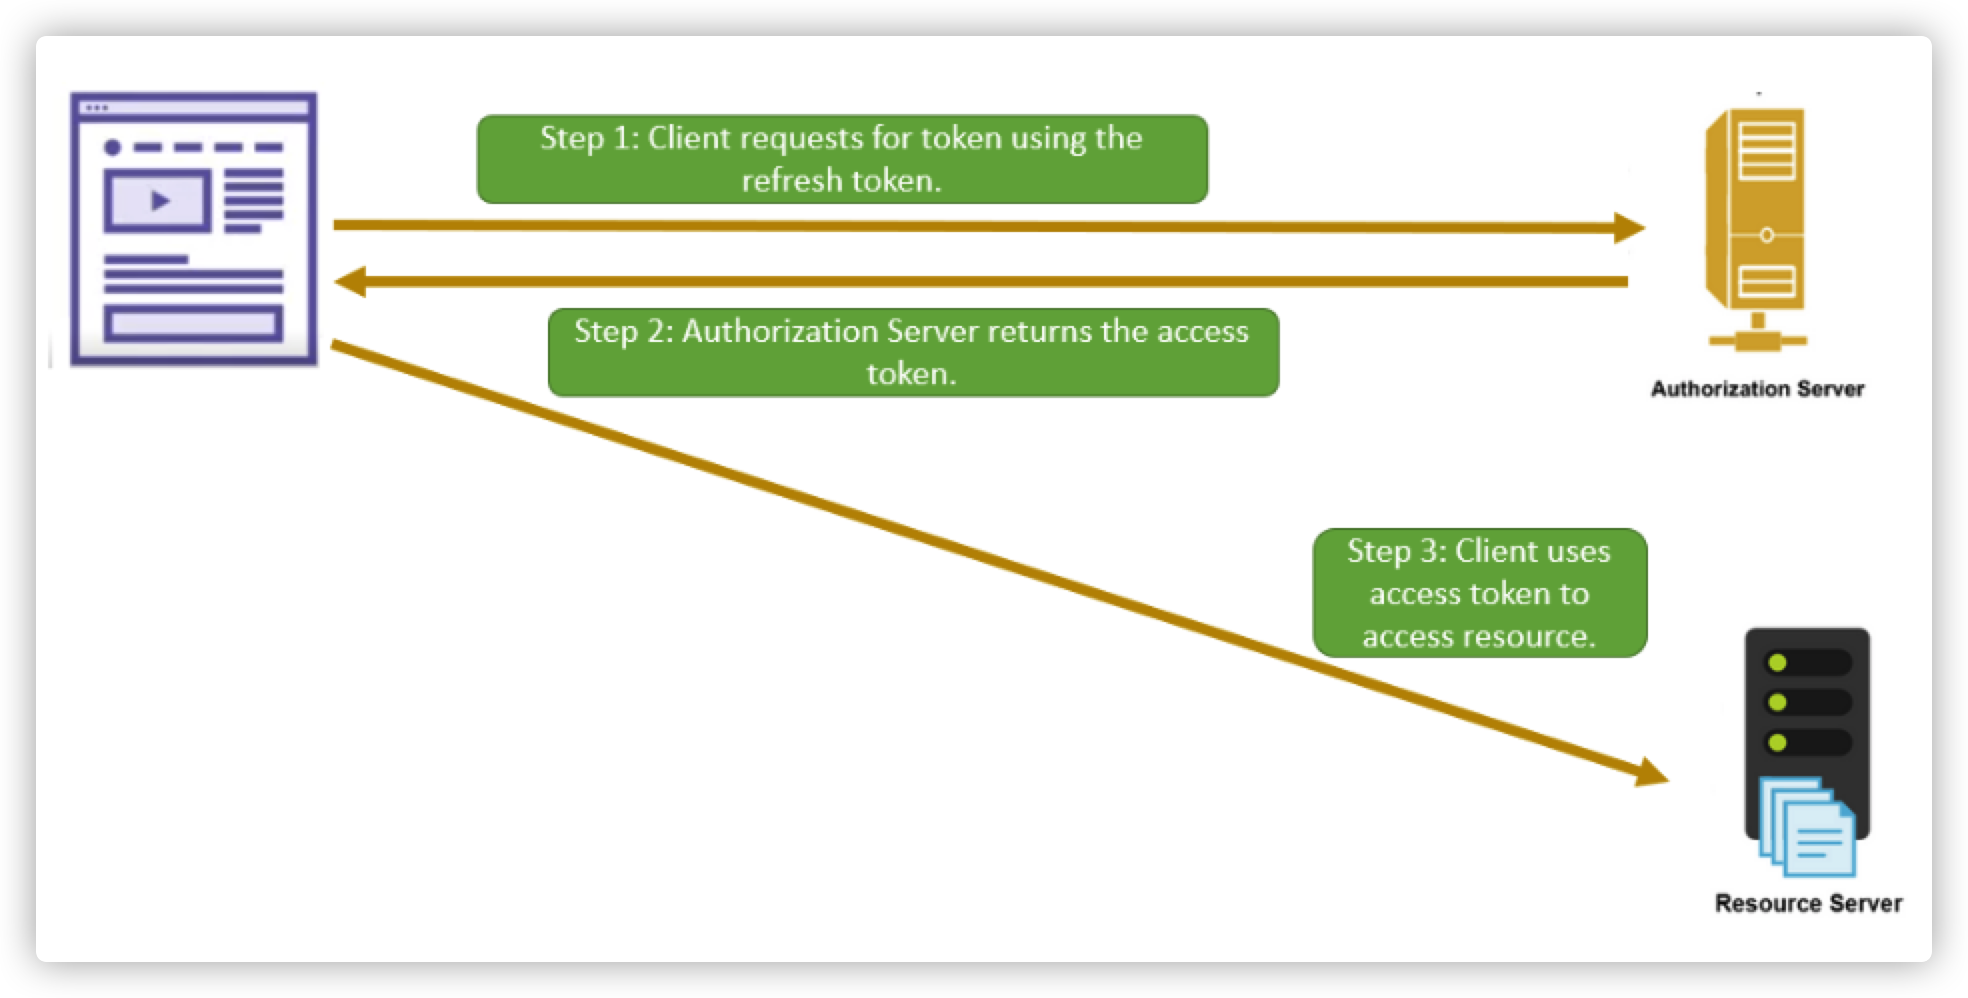 Step 1: Client requests for token using the
refresh token.
Step 2: Authorization Server returns the access
token.
Authorization Server
Step 3: Client uses
access token to
access resource.
Resource Server